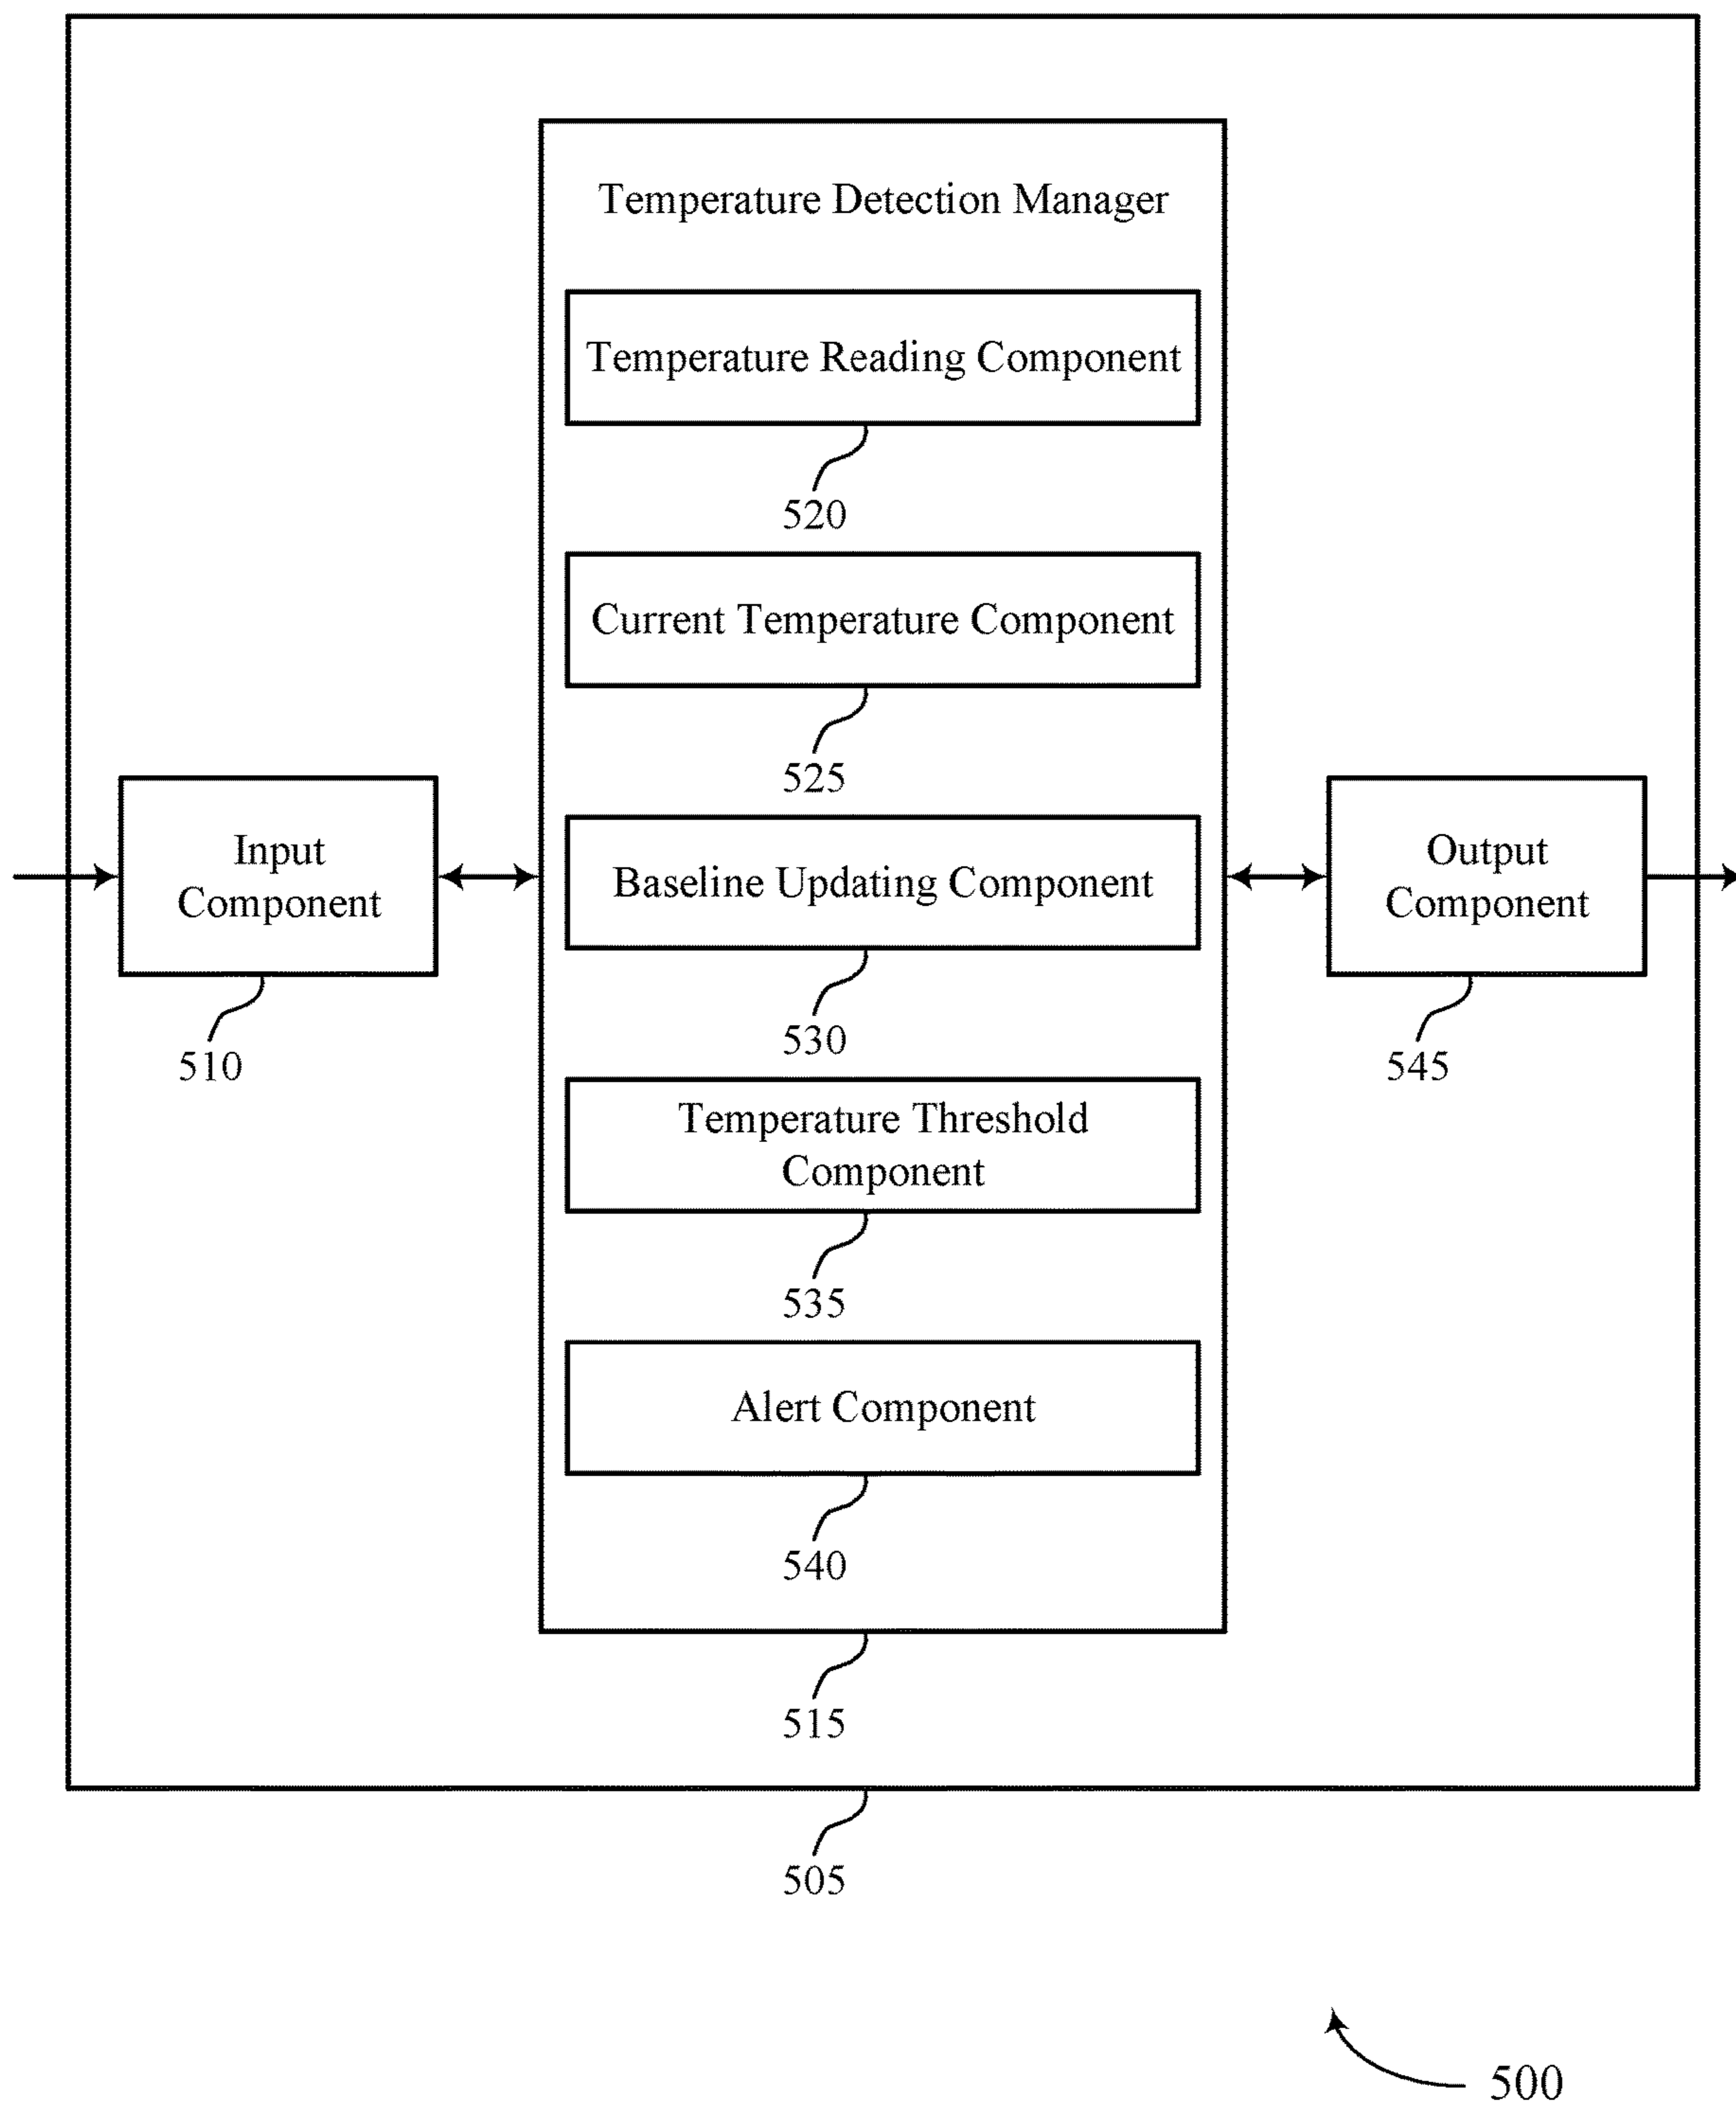 Temperature Detection Manager
Temperature Reading Component
520
Current Temperature Component
525
Input
Component
510
Baseline Updating Component
530
Output
Component
545
Temperature Threshold
Component
535
Alert Component
540
515
505
500